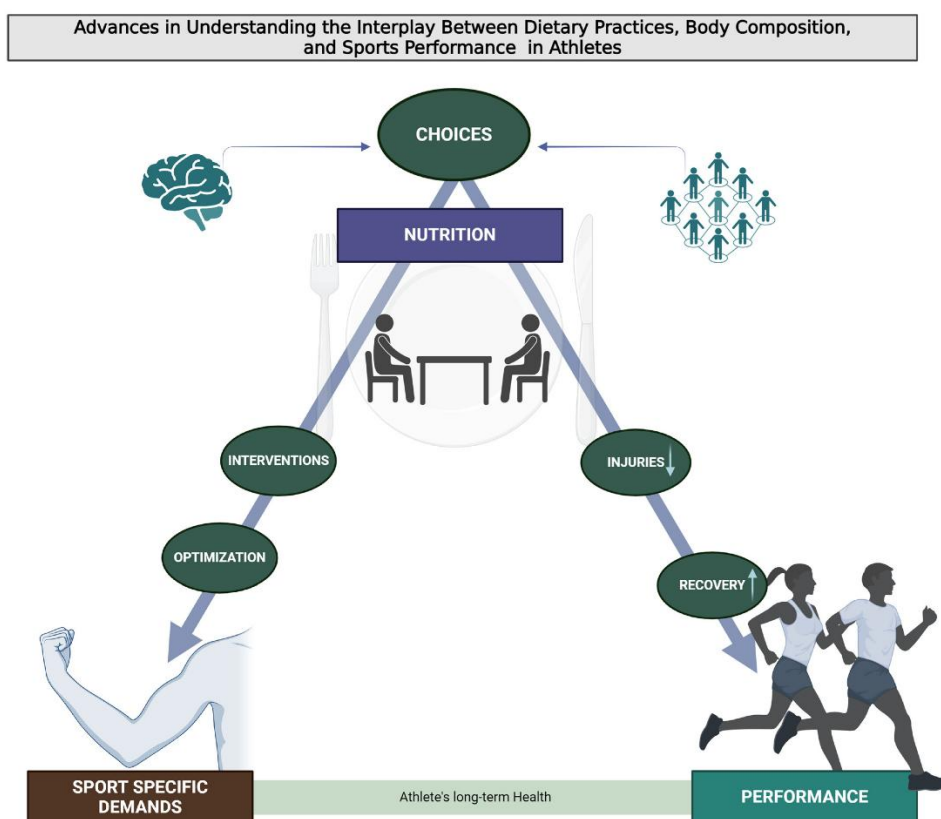 Advances in Understanding the Interplay Between Dietary Practices, Body Composition,
and Sports Performance in Athletes
CHOICES
NUTRITION
INTERVENTIONS
INJURIES↓
OPTIMIZATION
RECOVERY↑
SPORT SPECIFIC
DEMANDS
Athlete's long-term Health
PERFORMANCE